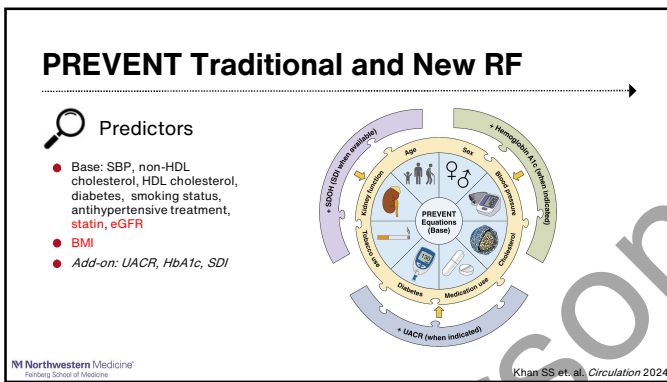 PREVENT Traditional and New RF
Predictors
Base: SBP, non-HDL
cholesterol, HDL cholesterol,
diabetes, smoking status,
antihypertensive treatment,
statin, eGFR
BMI
Add-on: UACR, HbA1c, SDI
+ SDOH (SDI when available)
+ Hemoglobin A1c (when indicated)
+ UACR (when indicated)
Age
Sex
Blood pressure
Cholesterol
Medication use
Diabetes
Tobacco use
Kidney function
PREVENT
Equations
(Base)
130
Northwestern Medicine®
Feinberg School of Medicine
Khan SS et. al. Circulation 2024